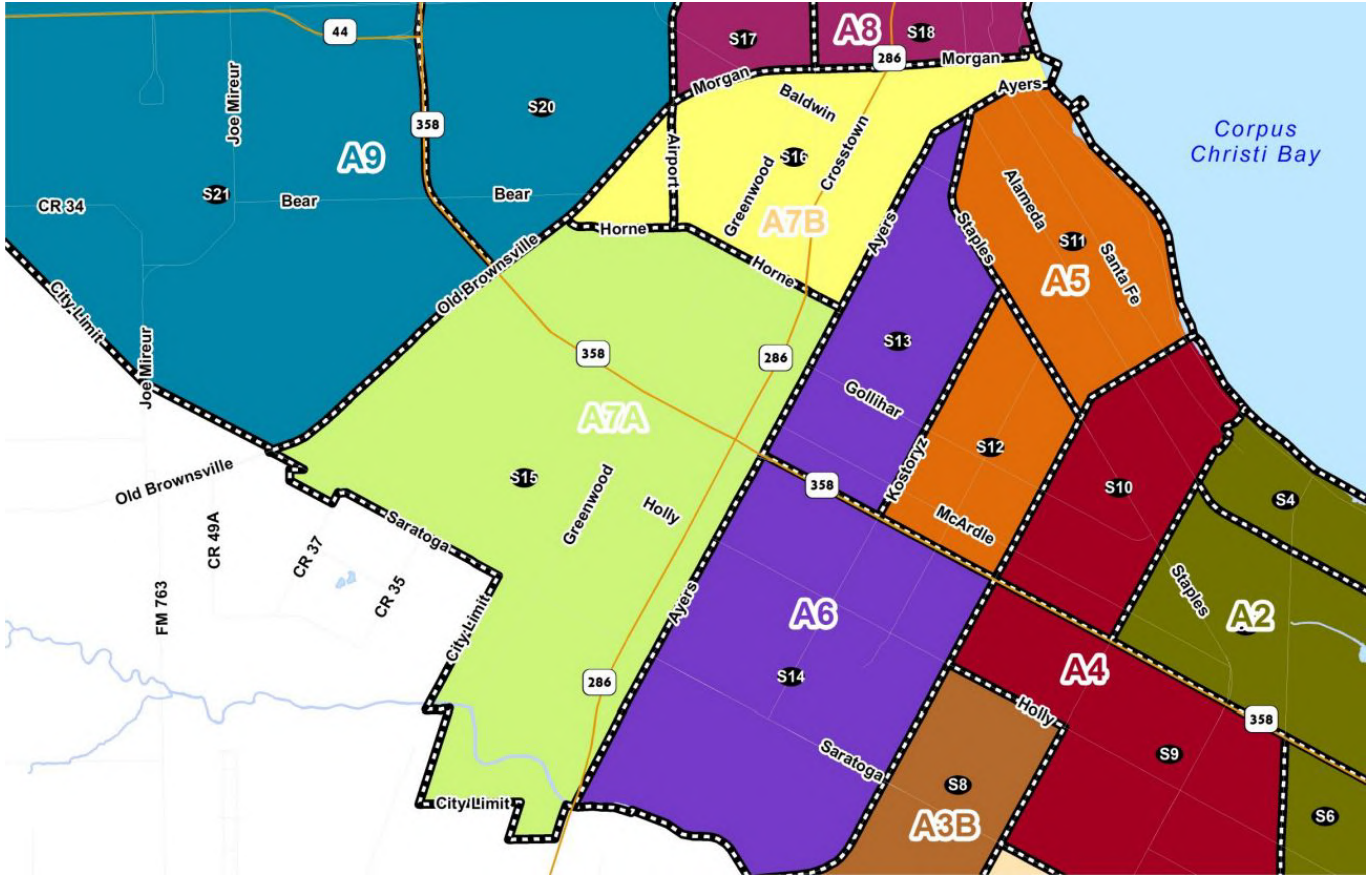 44
S17
A8
S18
286
Morgan
Morgan
Ayers
Baldwin
Joe Mireur
S20
358
Airport
Corpus
Christi Bay
A9
S16
Crosstown
Greenwood
S21
Bear
Bear
CR 34
Alameda
A7B
Ayers
Staples
S11
Horne
Santa Fe
Old Brownsville
Horne
A5
City Limit
S13
358
286
Joe Mireur
Gollihar
A7A
S12
Kostoryz
Old Brownsville
S15
358
S10
S4
Greenwood
Holly
McArdle
Saratoga
CR 49A
CR 37
CR 35
FM 763
Ayers
Staples
A6
A2
City Limit
S14
A4
286
Holly
358
Saratoga
S9
S8
City Limit
S6
A3B